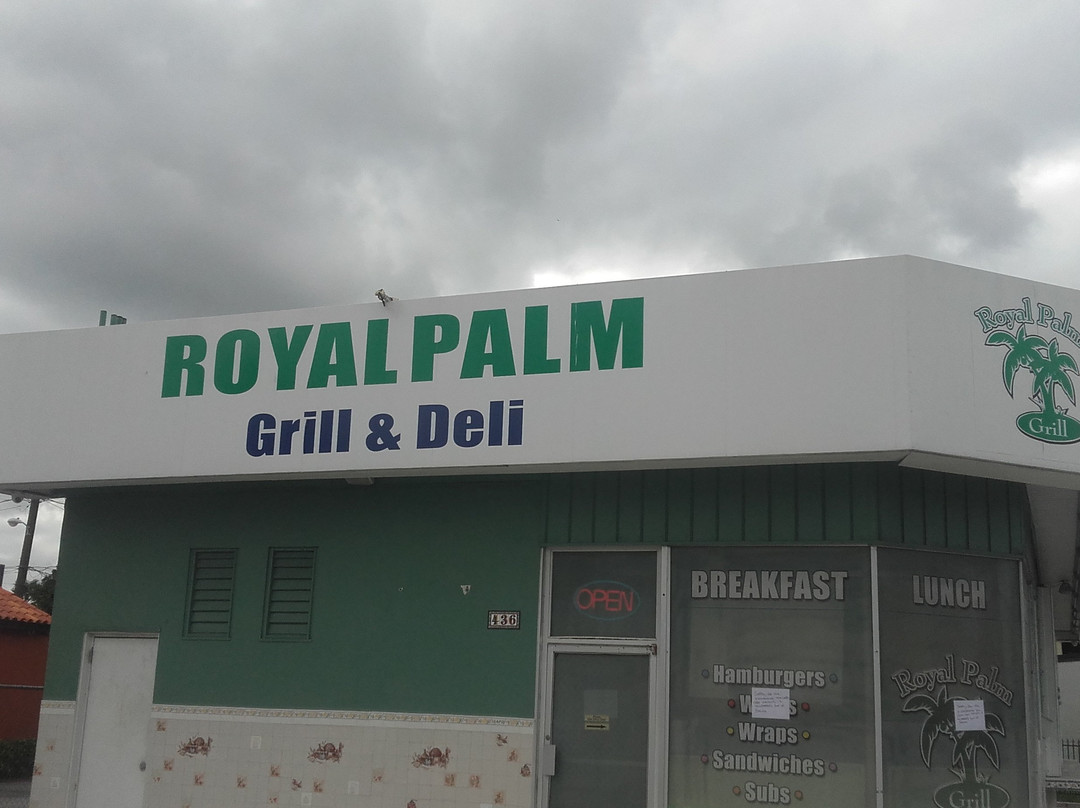 ROYAL PALM
Grill & Deli
Royal Palm
Grill
436
OPEN
BREAKFAST
Hamburgers
Wraps
Sandwiches
Subs
LUNCH
Royal Palm
Grill